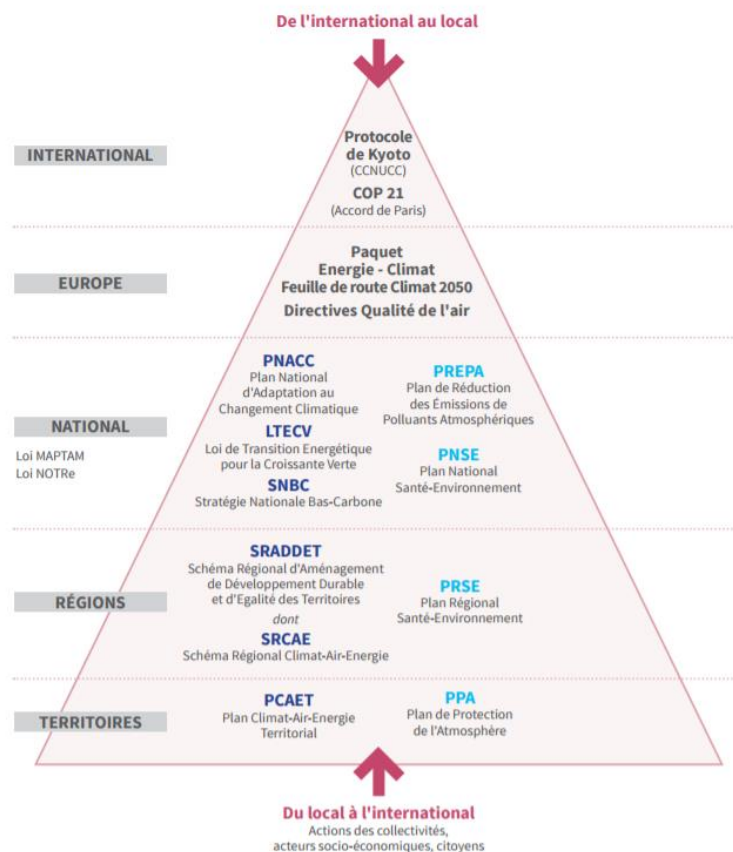 De l'international au local
INTERNATIONAL
Protocole
de Kyoto
(CCNUCC)
COP 21
(Accord de Paris)
EUROPE
Paquet
Energie - Climat
Feuille de route Climat 2050
Directives Qualité de l'air
NATIONAL
Loi MAPTAM
Loi NOTRe
PNACC
Plan National
d'Adaptation au
Changement Climatique
LTECV
Loi de Transition Energétique
pour la Croissante Verte
SNBC
Stratégie Nationale Bas-Carbone
PREPA
Plan de Réduction
des Émissions de
Polluants Atmosphériques
PNSE
Plan National
Santé-Environnement
RÉGIONS
SRADDET
Schéma Régional d'Aménagement
de Développement Durable
et d'Egalité des Territoires
dont
SRCAE
Schéma Régional Climat-Air-Energie
PRSE
Plan Régional
Santé-Environnement
TERRITOIRES
PCAET
Plan Climat-Air-Energie
Territorial
PPA
Plan de Protection
de l'Atmosphère
Du local à l'international
Actions des collectivités,
acteurs socio-économiques, citoyens